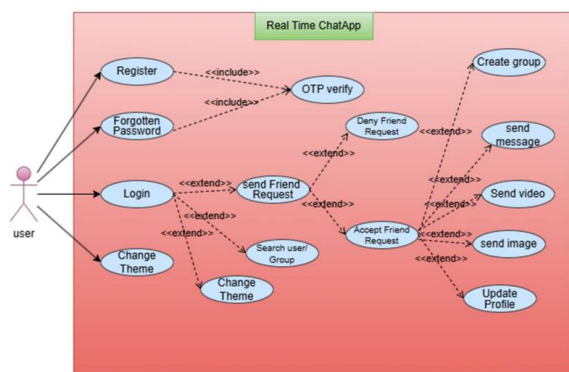 Real Time ChatApp
Register
<<include>>
OTP verify
Create group
Forgotten
Password
<<include>>
Deny Friend
Request
<<extend>>
send
message
user
Login
<<extend>>
send Friend
Request
<<extend>>
<<extend>>
Send video
<<extend>>
<<extend>>
<<extend>>
Accept Friend
Request
<<extend>>
send image
<<extend>>
Search user/
Group
<<extend>>
Change
Theme
Change
Theme
Update
Profile
<<extend>>